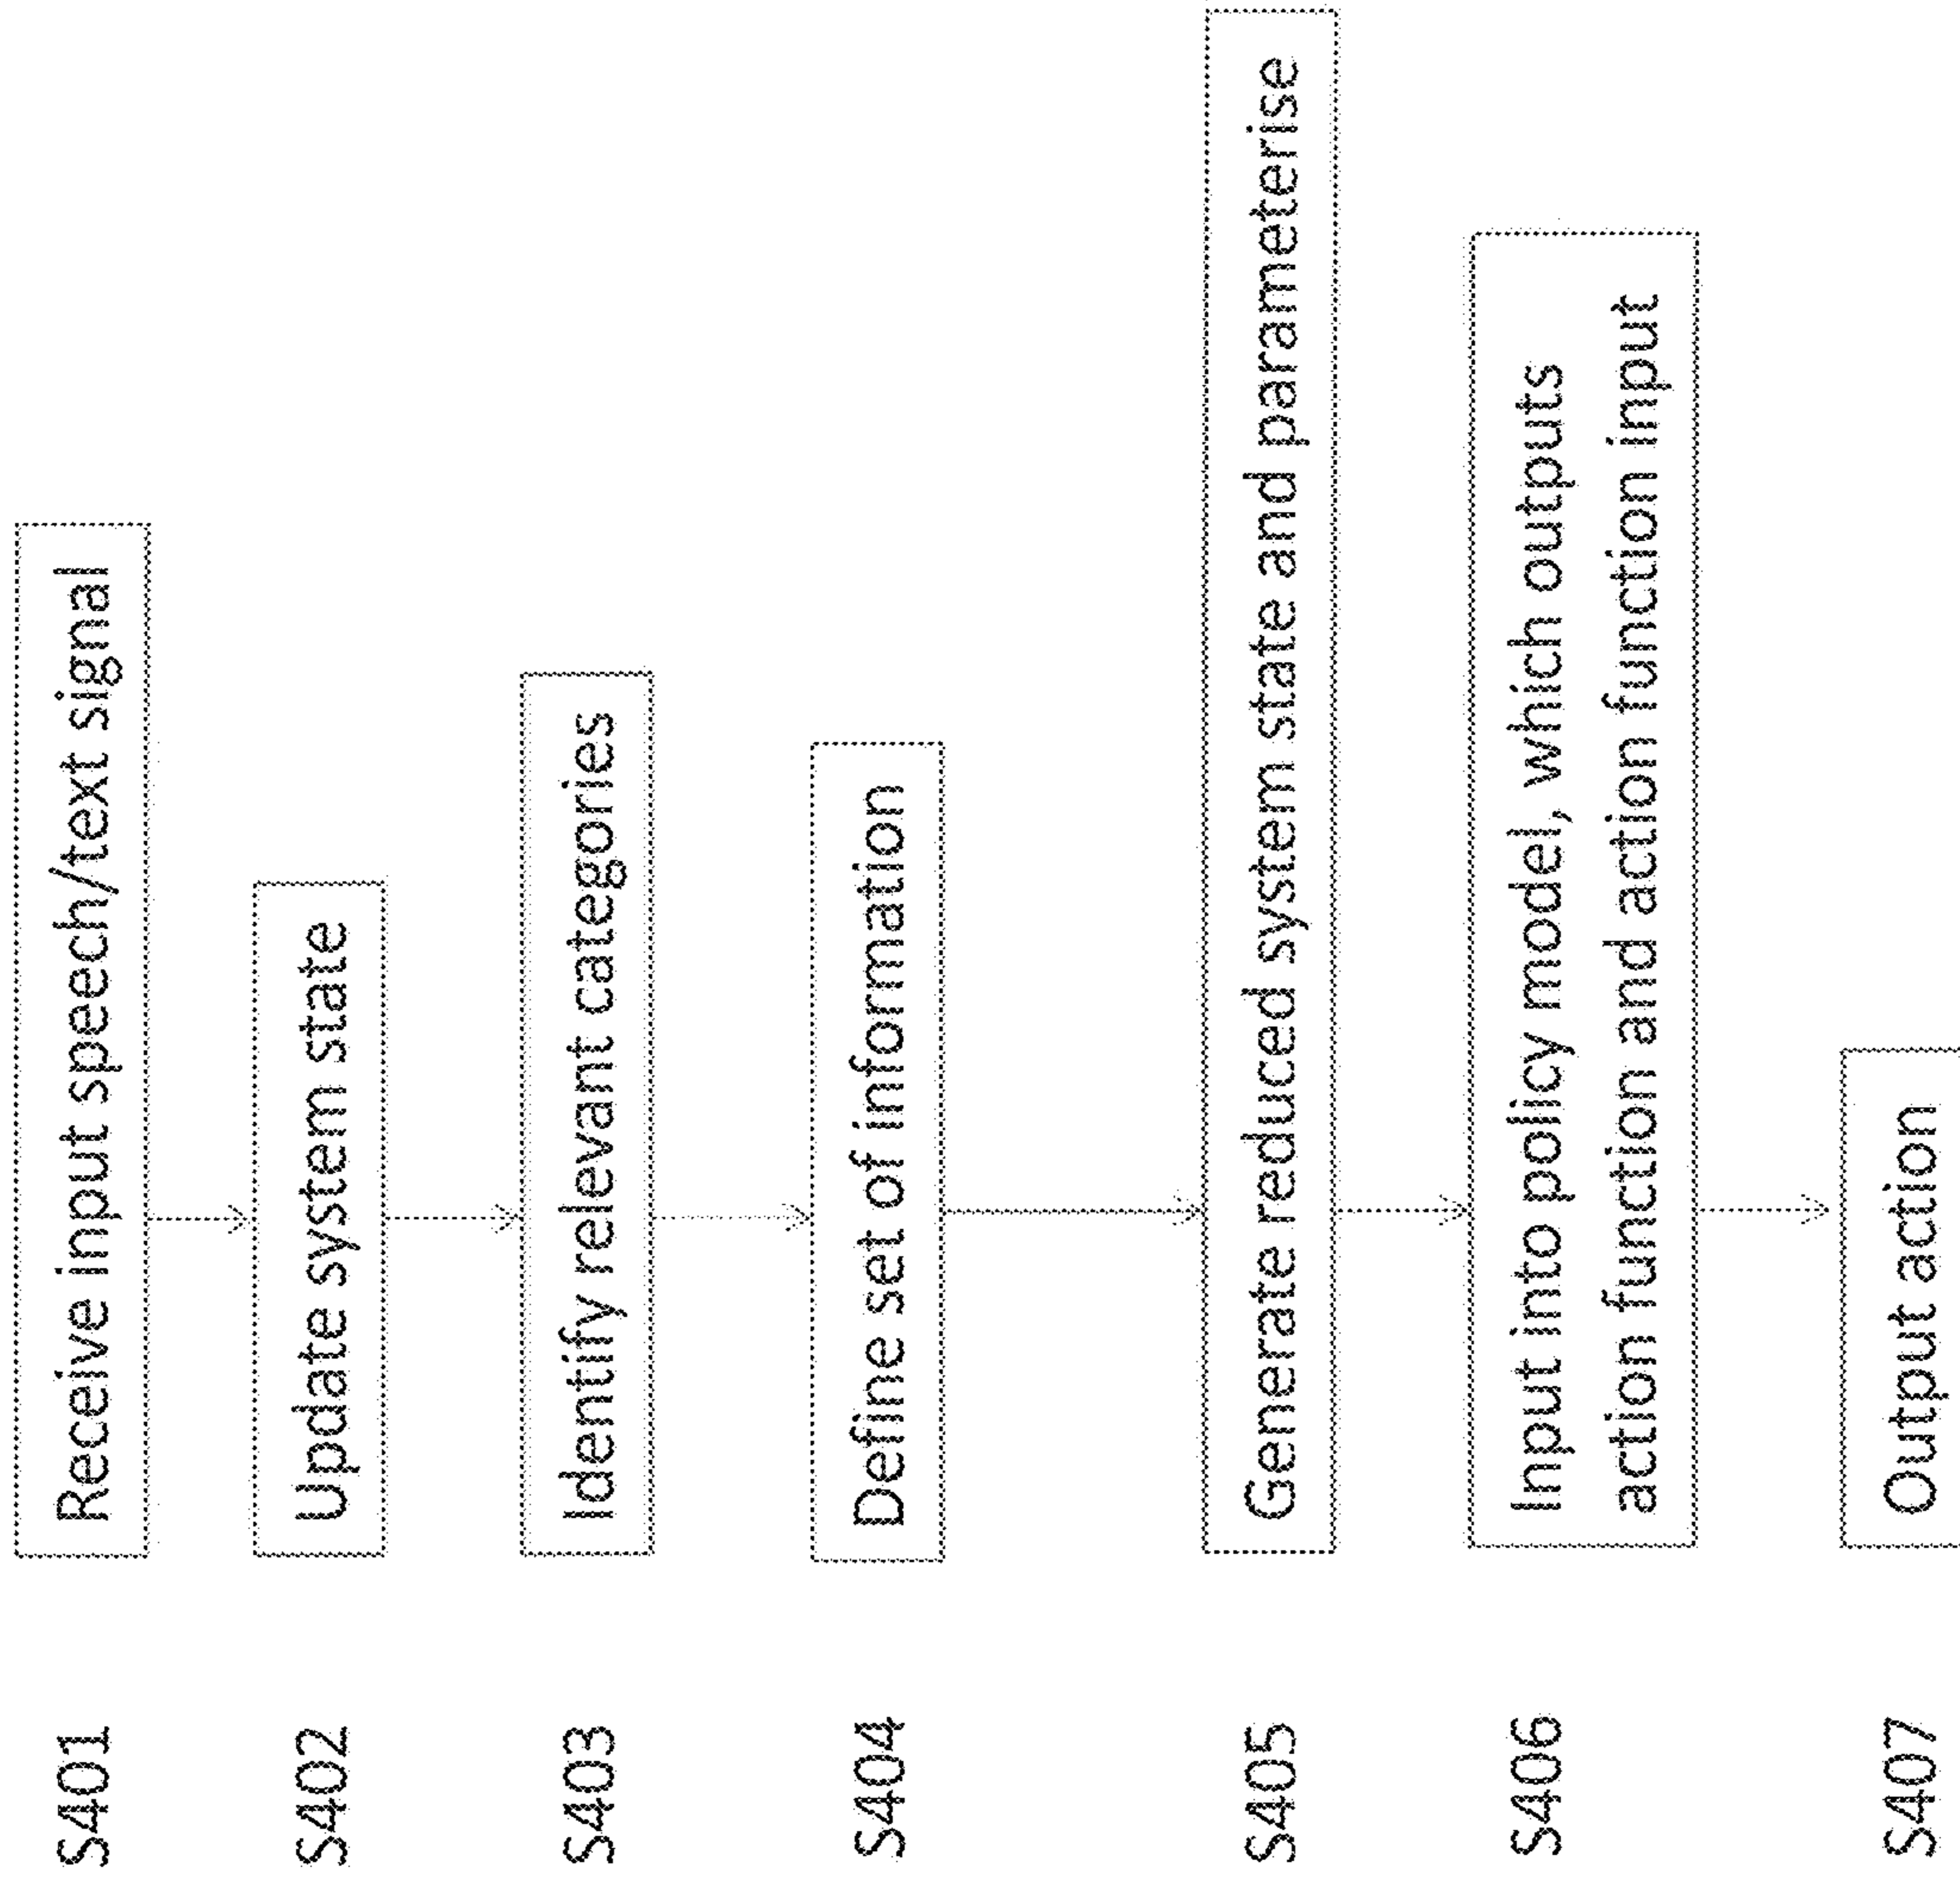 S401 Receive input speech/text signal
S402 Update system state
S403 Identify relevant categories
S404 Define set of information
S405 Generate reduced system state and parameterise
S406 Input into policy model, which outputs
action function and action function input
S407 Output action